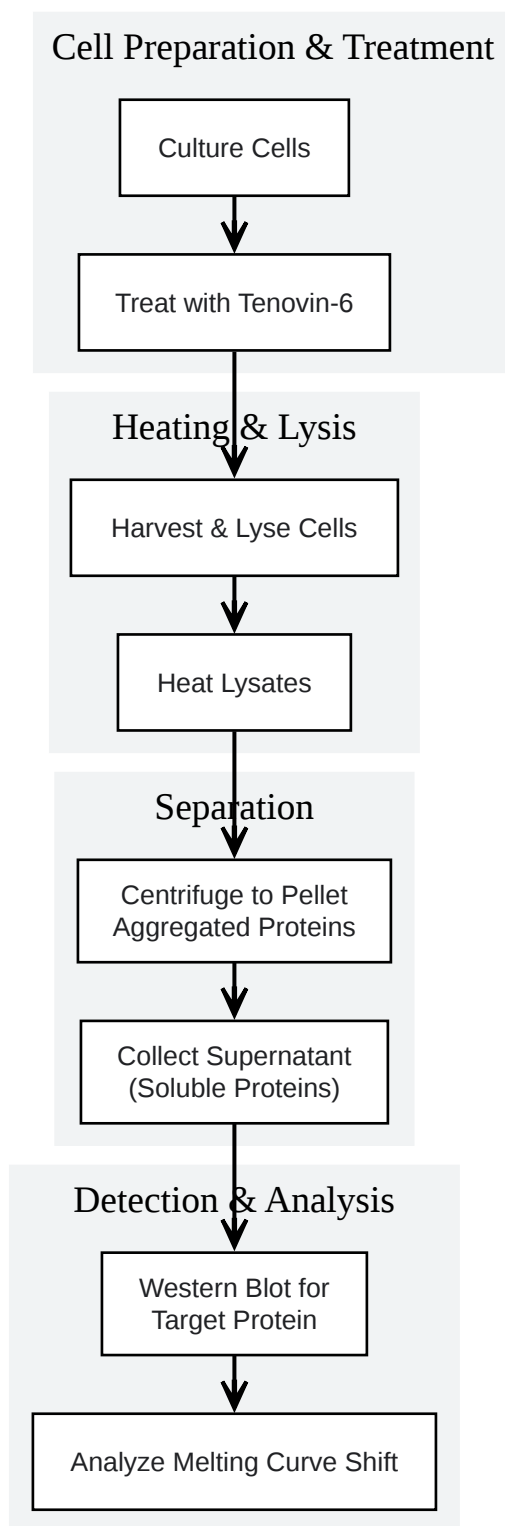 Cell Preparation & Treatment
Culture Cells
Treat with Tenovin-6
Heating & Lysis
Harvest & Lyse Cells
Heat Lysates
Separation
Centrifuge to Pellet
Aggregated Proteins
Collect Supernatant
(Soluble Proteins)
Detection & Analysis
Western Blot for
Target Protein
Analyze Melting Curve Shift